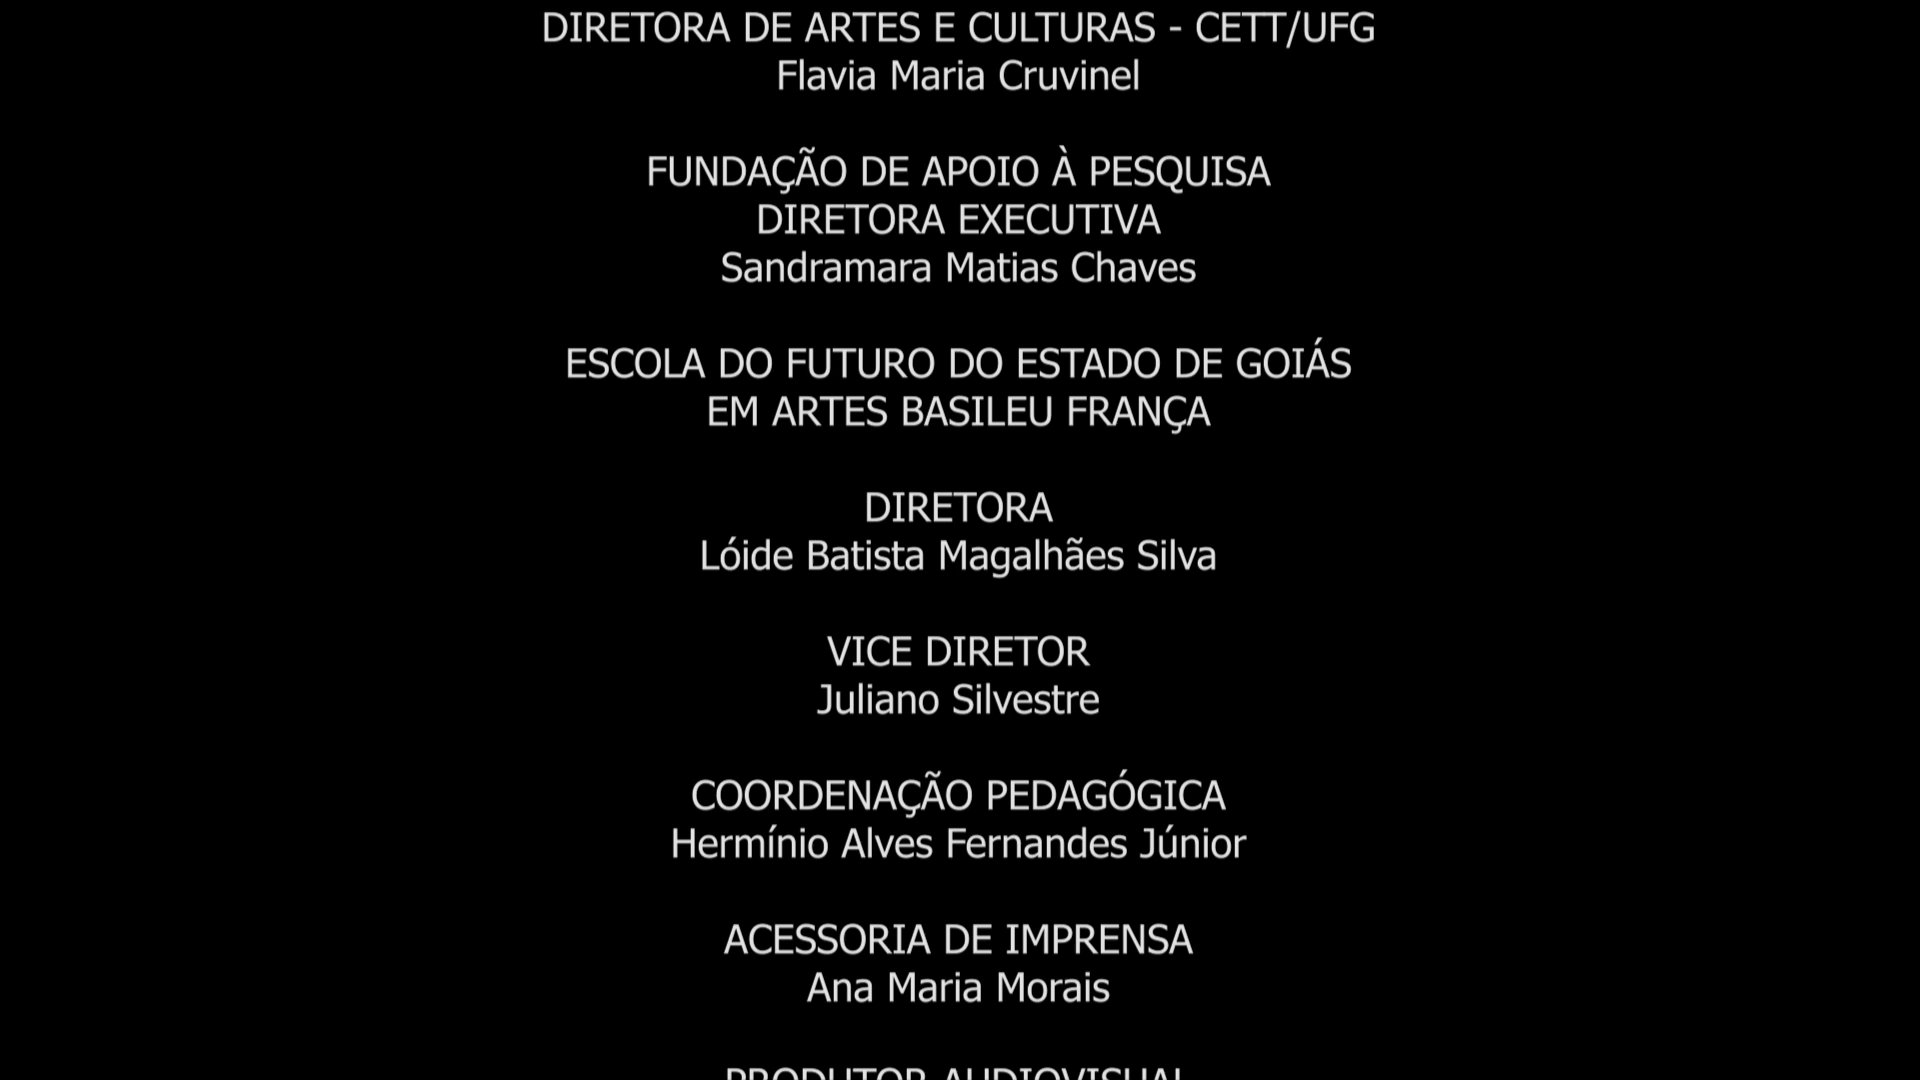 DIRETORA DE ARTES E CULTURAS - CETT/UFG
Flavia Maria Cruvinel
FUNDAÇÃO DE APOIO À PESQUISA
DIRETORA EXECUTIVA
Sandramara Matias Chaves
ESCOLA DO FUTURO DO ESTADO DE GOIÁS
EM ARTES BASILEU FRANÇA
DIRETORA
Lóide Batista Magalhães Silva
VICE DIRETOR
Juliano Silvestre
COORDENAÇÃO PEDAGÓGICA
Hermínio Alves Fernandes Júnior
ACESSORIA DE IMPRENSA
Ana Maria Morais
PRODUTOR AUDIOVISUAL